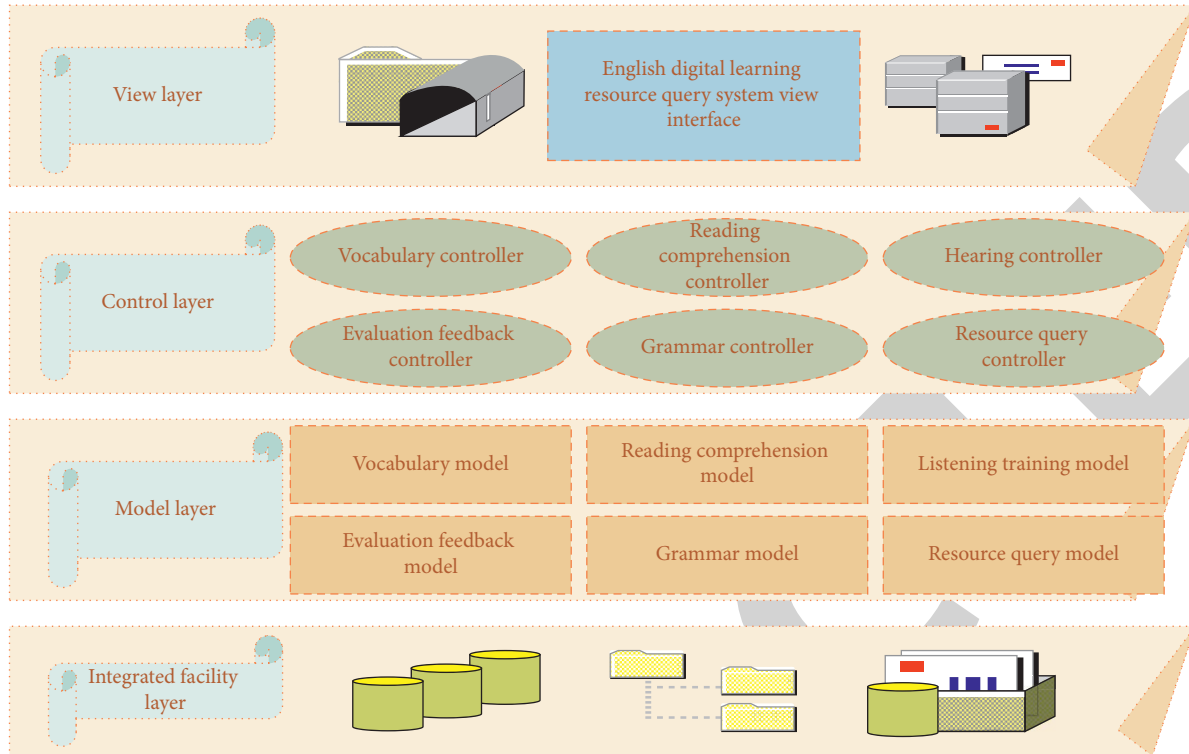 View layer
English digital learning
resource query system view
interface
Control layer
Vocabulary controller
Reading
comprehension
controller
Hearing controller
Evaluation feedback
controller
Grammar controller
Resource query
controller
Model layer
Vocabulary model
Reading comprehension
model
Listening training model
Evaluation feedback
model
Grammar model
Resource query model
Integrated facility
layer